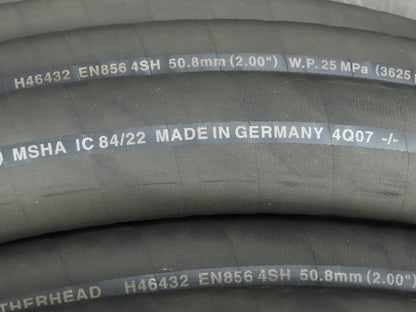 H46432 EN856 4SH 50.8mm (2.00") W.P. 25 MPa (3625
MSHA IC 84/22 MADE IN GERMANY 4Q07 -/-
THERHEAD H46432 EN856 4SH 50.8mm (2.00")